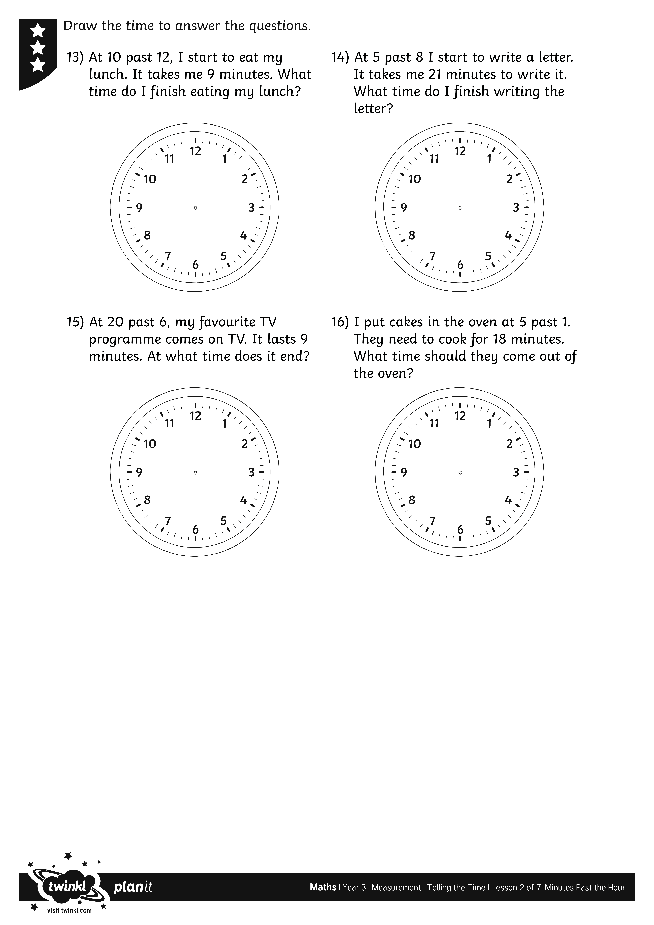 Draw the time to answer the questions.
13) At 10 past 12, I start to eat my
lunch. It takes me 9 minutes. What
time do I finish eating my lunch?
14) At 5 past 8 I start to write a letter.
It takes me 21 minutes to write it.
What time do I finish writing the
letter?
12
11 1
10 2
9 3
8 4
7 5
6
12
11 1
10 2
9 3
8 4
7 5
6
15) At 20 past 6, my favourite TV
programme comes on TV. It lasts 9
minutes. At what time does it end?
16) I put cakes in the oven at 5 past 1.
They need to cook for 18 minutes.
What time should they come out of
the oven?
12
11 1
10 2
9 3
8 4
7 5
6
12
11 1
10 2
9 3
8 4
7 5
6
twinkl planit
visit twinkl.com
Maths | Year 3 Measurement Telling the Time Lesson 2 of 7 Minutes Past the Hour